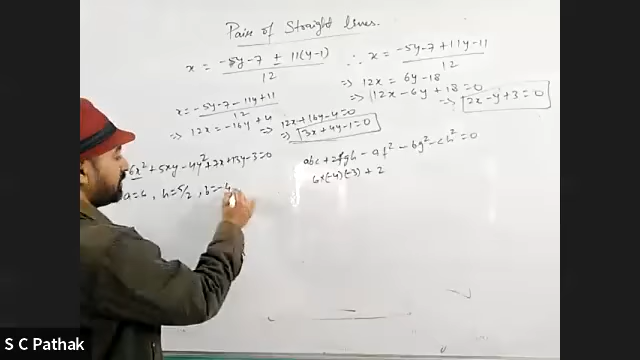 Pair of Straight lines.
x = -5y-7 ± 11(y-1) / 12
∴ x = -5y-7+11y-11 / 12
⇒ 12x = 6y-18
⇒ 12x - 6y + 18 = 0
⇒ 2x - y + 3 = 0
x = -5y-7-11y+11 / 12
⇒ 12x = -16y + 4
12x + 16y - 4 = 0
⇒ 3x + 4y - 1 = 0
6x² + 5xy - 4y² + 7x + 13y - 3 = 0
a = 6, h = 5/2, b = -4
abc + 2fgh - af² - bg² - ch² = 0
6×(-4)(-3) + 2
S C Pathak